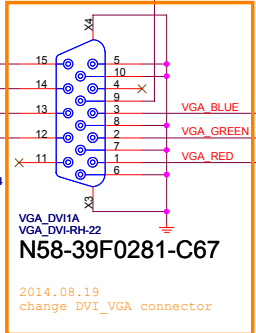 X4
15
5
10
14
4
9
13
3
VGA_BLUE
8
12
2
VGA_GREEN
7
11
1
VGA_RED
6
4
X3
VGA_DVI1A
VGA_DVI-RH-22
N58-39F0281-C67
2014.08.19
change DVI_VGA connector